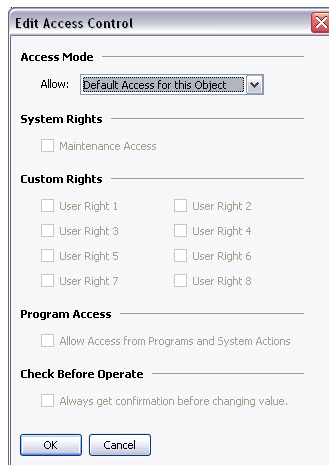 Edit Access Control
Access Mode
Allow: Default Access for this Object
System Rights
Maintenance Access
Custom Rights
User Right 1 User Right 2
User Right 3 User Right 4
User Right 5 User Right 6
User Right 7 User Right 8
Program Access
Allow Access from Programs and System Actions
Check Before Operate
Always get confirmation before changing value.
OK Cancel